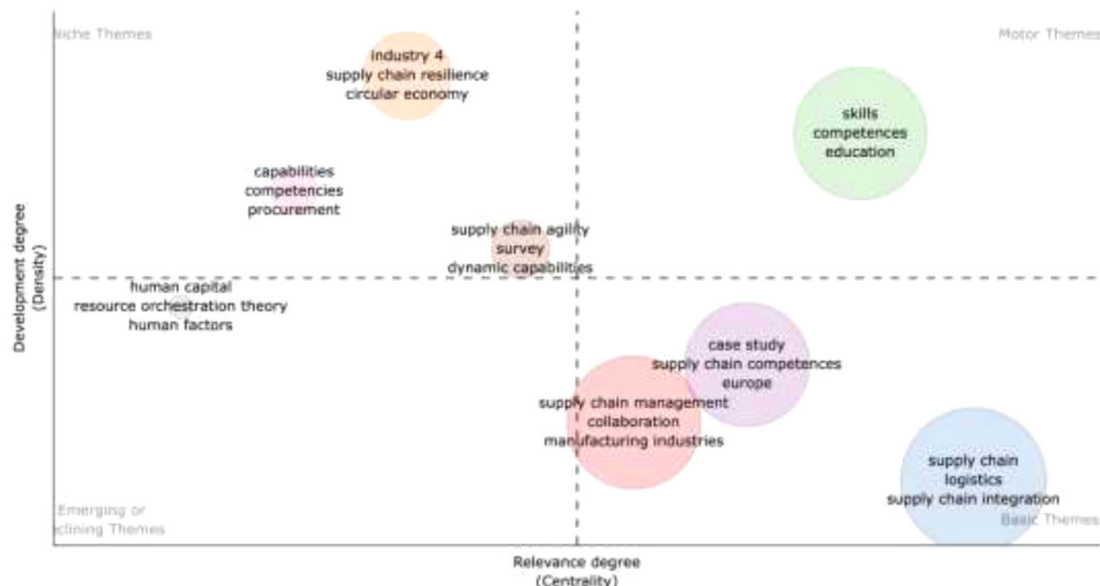 Niche Themes
Motor Themes
industry 4
supply chain resilience
circular economy
skills
competences
education
capabilities
competencies
procurement
supply chain agility
survey
dynamic capabilities
Development degree
(Density)
human capital
resource orchestration theory
human factors
case study
supply chain competences
europe
supply chain management
collaboration
manufacturing industries
supply chain
logistics
supply chain integration
Emerging or
clining Themes
Basic Themes
Relevance degree
(Centrality)